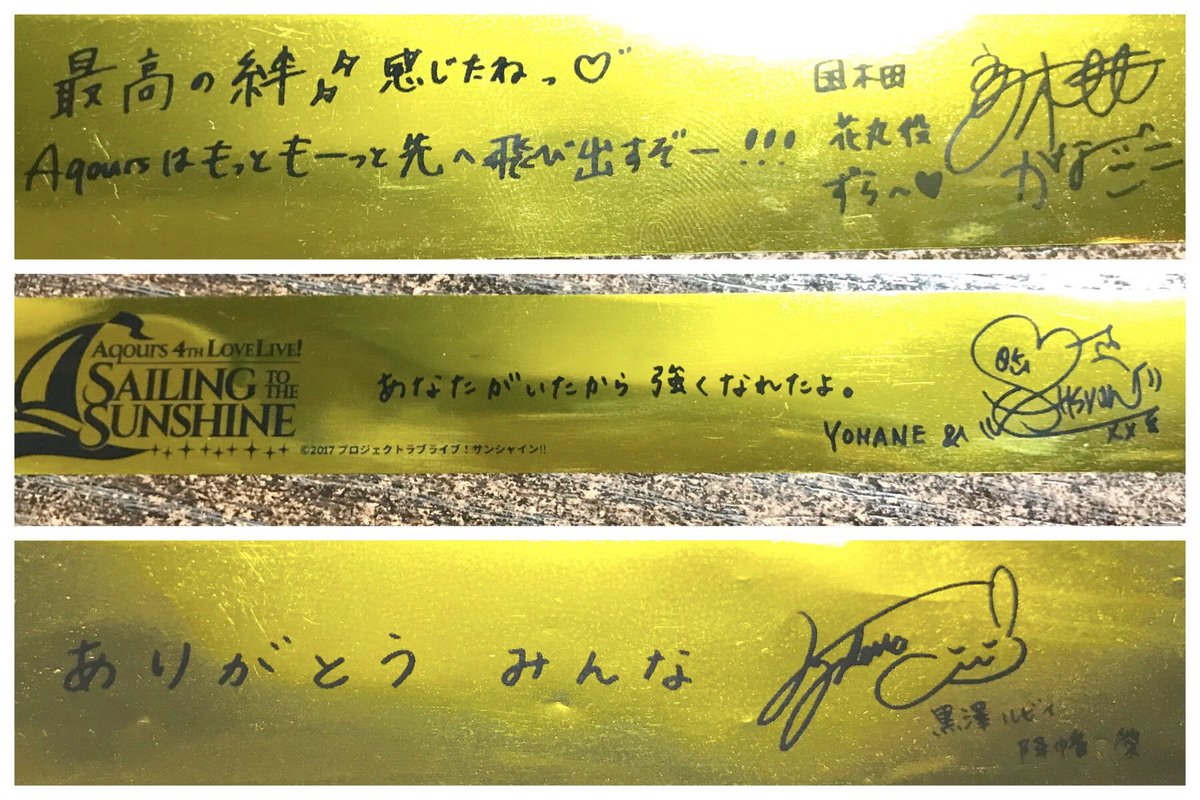 最高の絆 感じたねっ♡
Aqoursはもっともーっと先へ飛び出すぞー!!!
国木田
花丸役
ずら〜♥
Aqours 4TH LOVELIVE!
SAILING TO THE
SUNSHINE
©2017 プロジェクトラブライブ!サンシャイン!!
あなたがいたから強くなれたよ。
YOHANE &
ありがとう みんな
黒澤ルビィ
降幡 愛